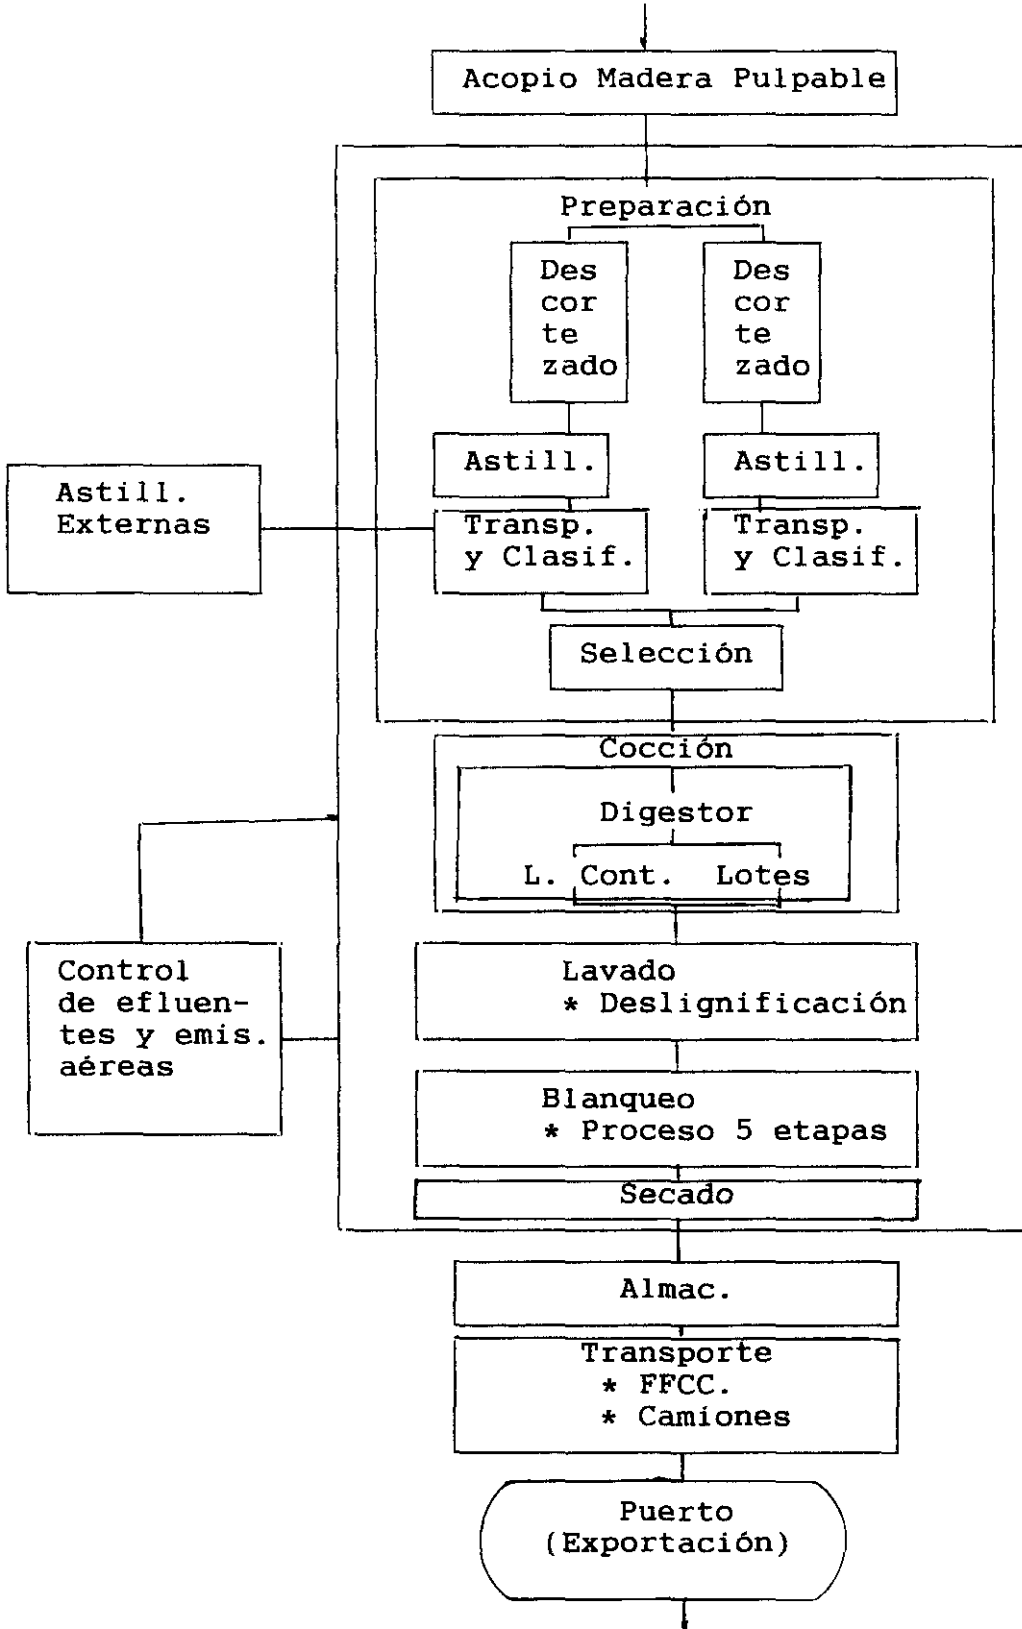 Acopio Madera Pulpable
Preparación
Des
cor
te
zado
Des
cor
te
zado
Astill.
Astill.
Astill.
Externas
Transp.
y Clasif.
Transp.
y Clasif.
Selección
Cocción
Digestor
L. Cont. Lotes
Control
de efluen-
tes y emis.
aéreas
Lavado
* Deslignificación
Blanqueo
* Proceso 5 etapas
Secado
Almac.
Transporte
* FFCC.
* Camiones
Puerto
(Exportación)